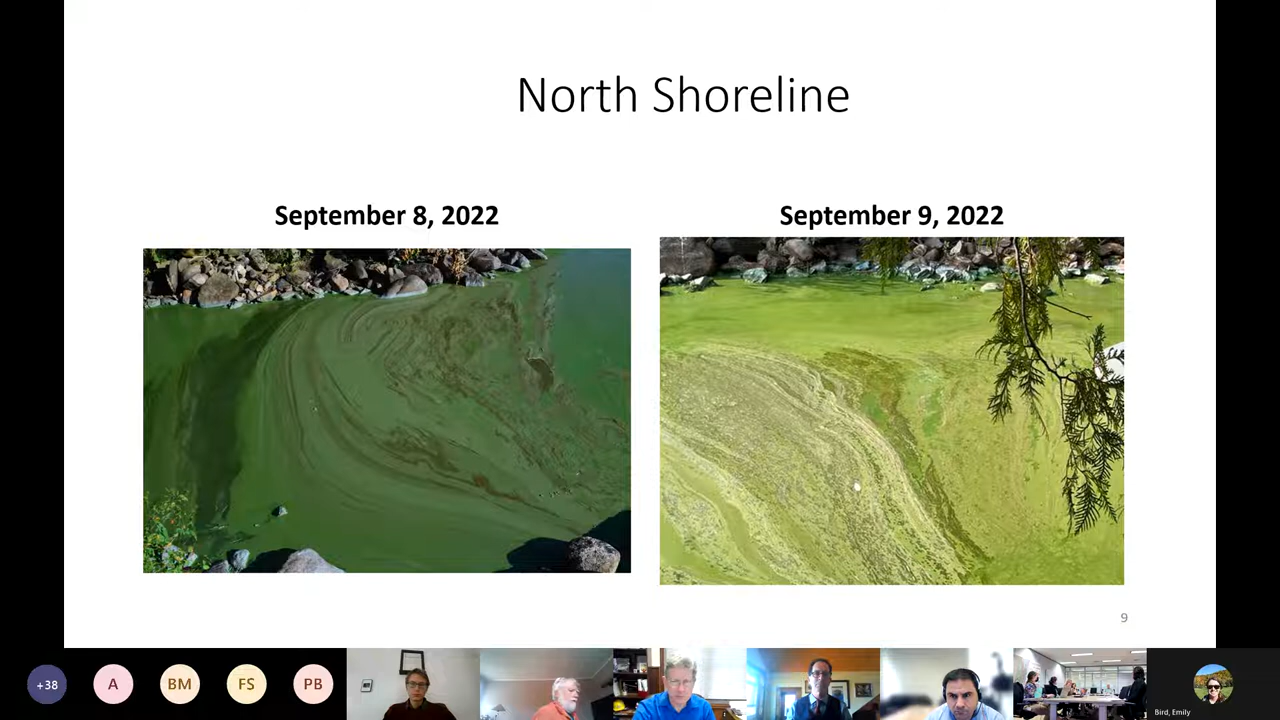 North Shoreline
September 8, 2022
September 9, 2022
9
+38
A
BM
FS
PB
Bird, Emily